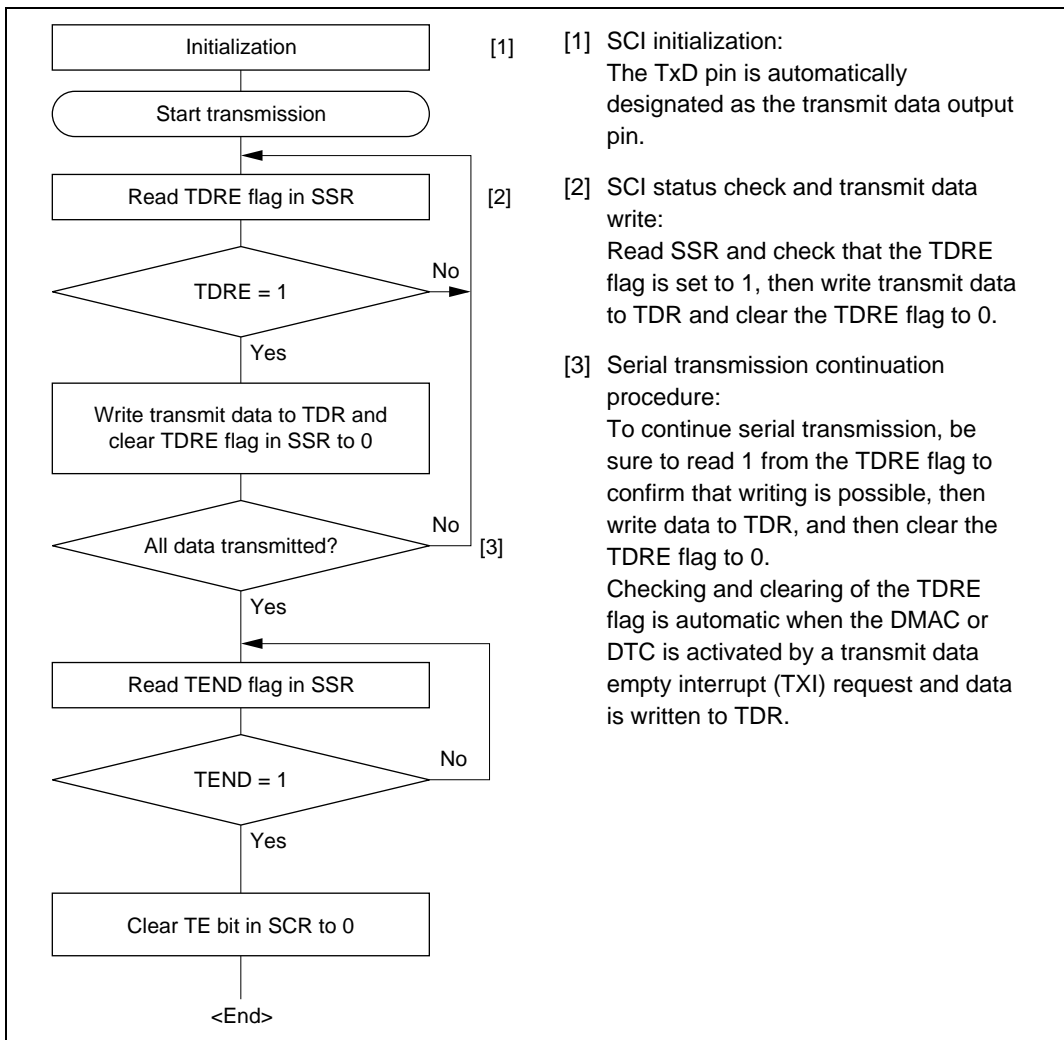 Initialization
[1]
Start transmission
Read TDRE flag in SSR
[2]
No
TDRE = 1
Yes
Write transmit data to TDR and
clear TDRE flag in SSR to 0
No
All data transmitted?
[3]
Yes
Read TEND flag in SSR
No
TEND = 1
Yes
Clear TE bit in SCR to 0
<End>
[1] SCI initialization:
The TxD pin is automatically
designated as the transmit data output
pin.
[2] SCI status check and transmit data
write:
Read SSR and check that the TDRE
flag is set to 1, then write transmit data
to TDR and clear the TDRE flag to 0.
[3] Serial transmission continuation
procedure:
To continue serial transmission, be
sure to read 1 from the TDRE flag to
confirm that writing is possible, then
write data to TDR, and then clear the
TDRE flag to 0.
Checking and clearing of the TDRE
flag is automatic when the DMAC or
DTC is activated by a transmit data
empty interrupt (TXI) request and data
is written to TDR.